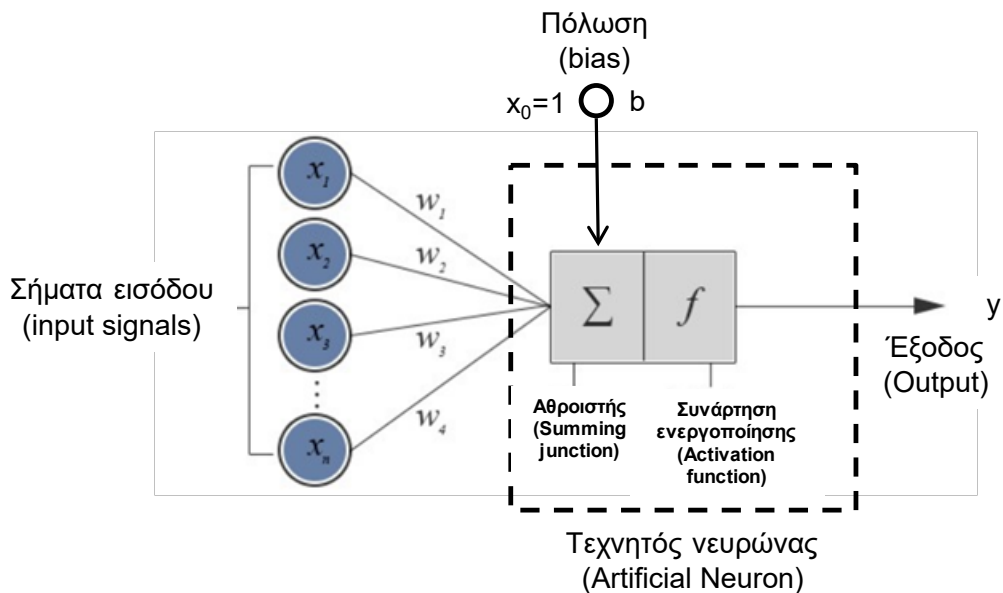 Πόλωση
(bias)
x₀=1 b
x₁
w₁
x₂
w₂
Σήματα εισόδου
(input signals)
∑ f
y
x₃
w₃
Έξοδος
(Output)
w₄
xₙ
Αθροιστής
(Summing
junction)
Συνάρτηση
ενεργοποίησης
(Activation
function)
Τεχνητός νευρώνας
(Artificial Neuron)